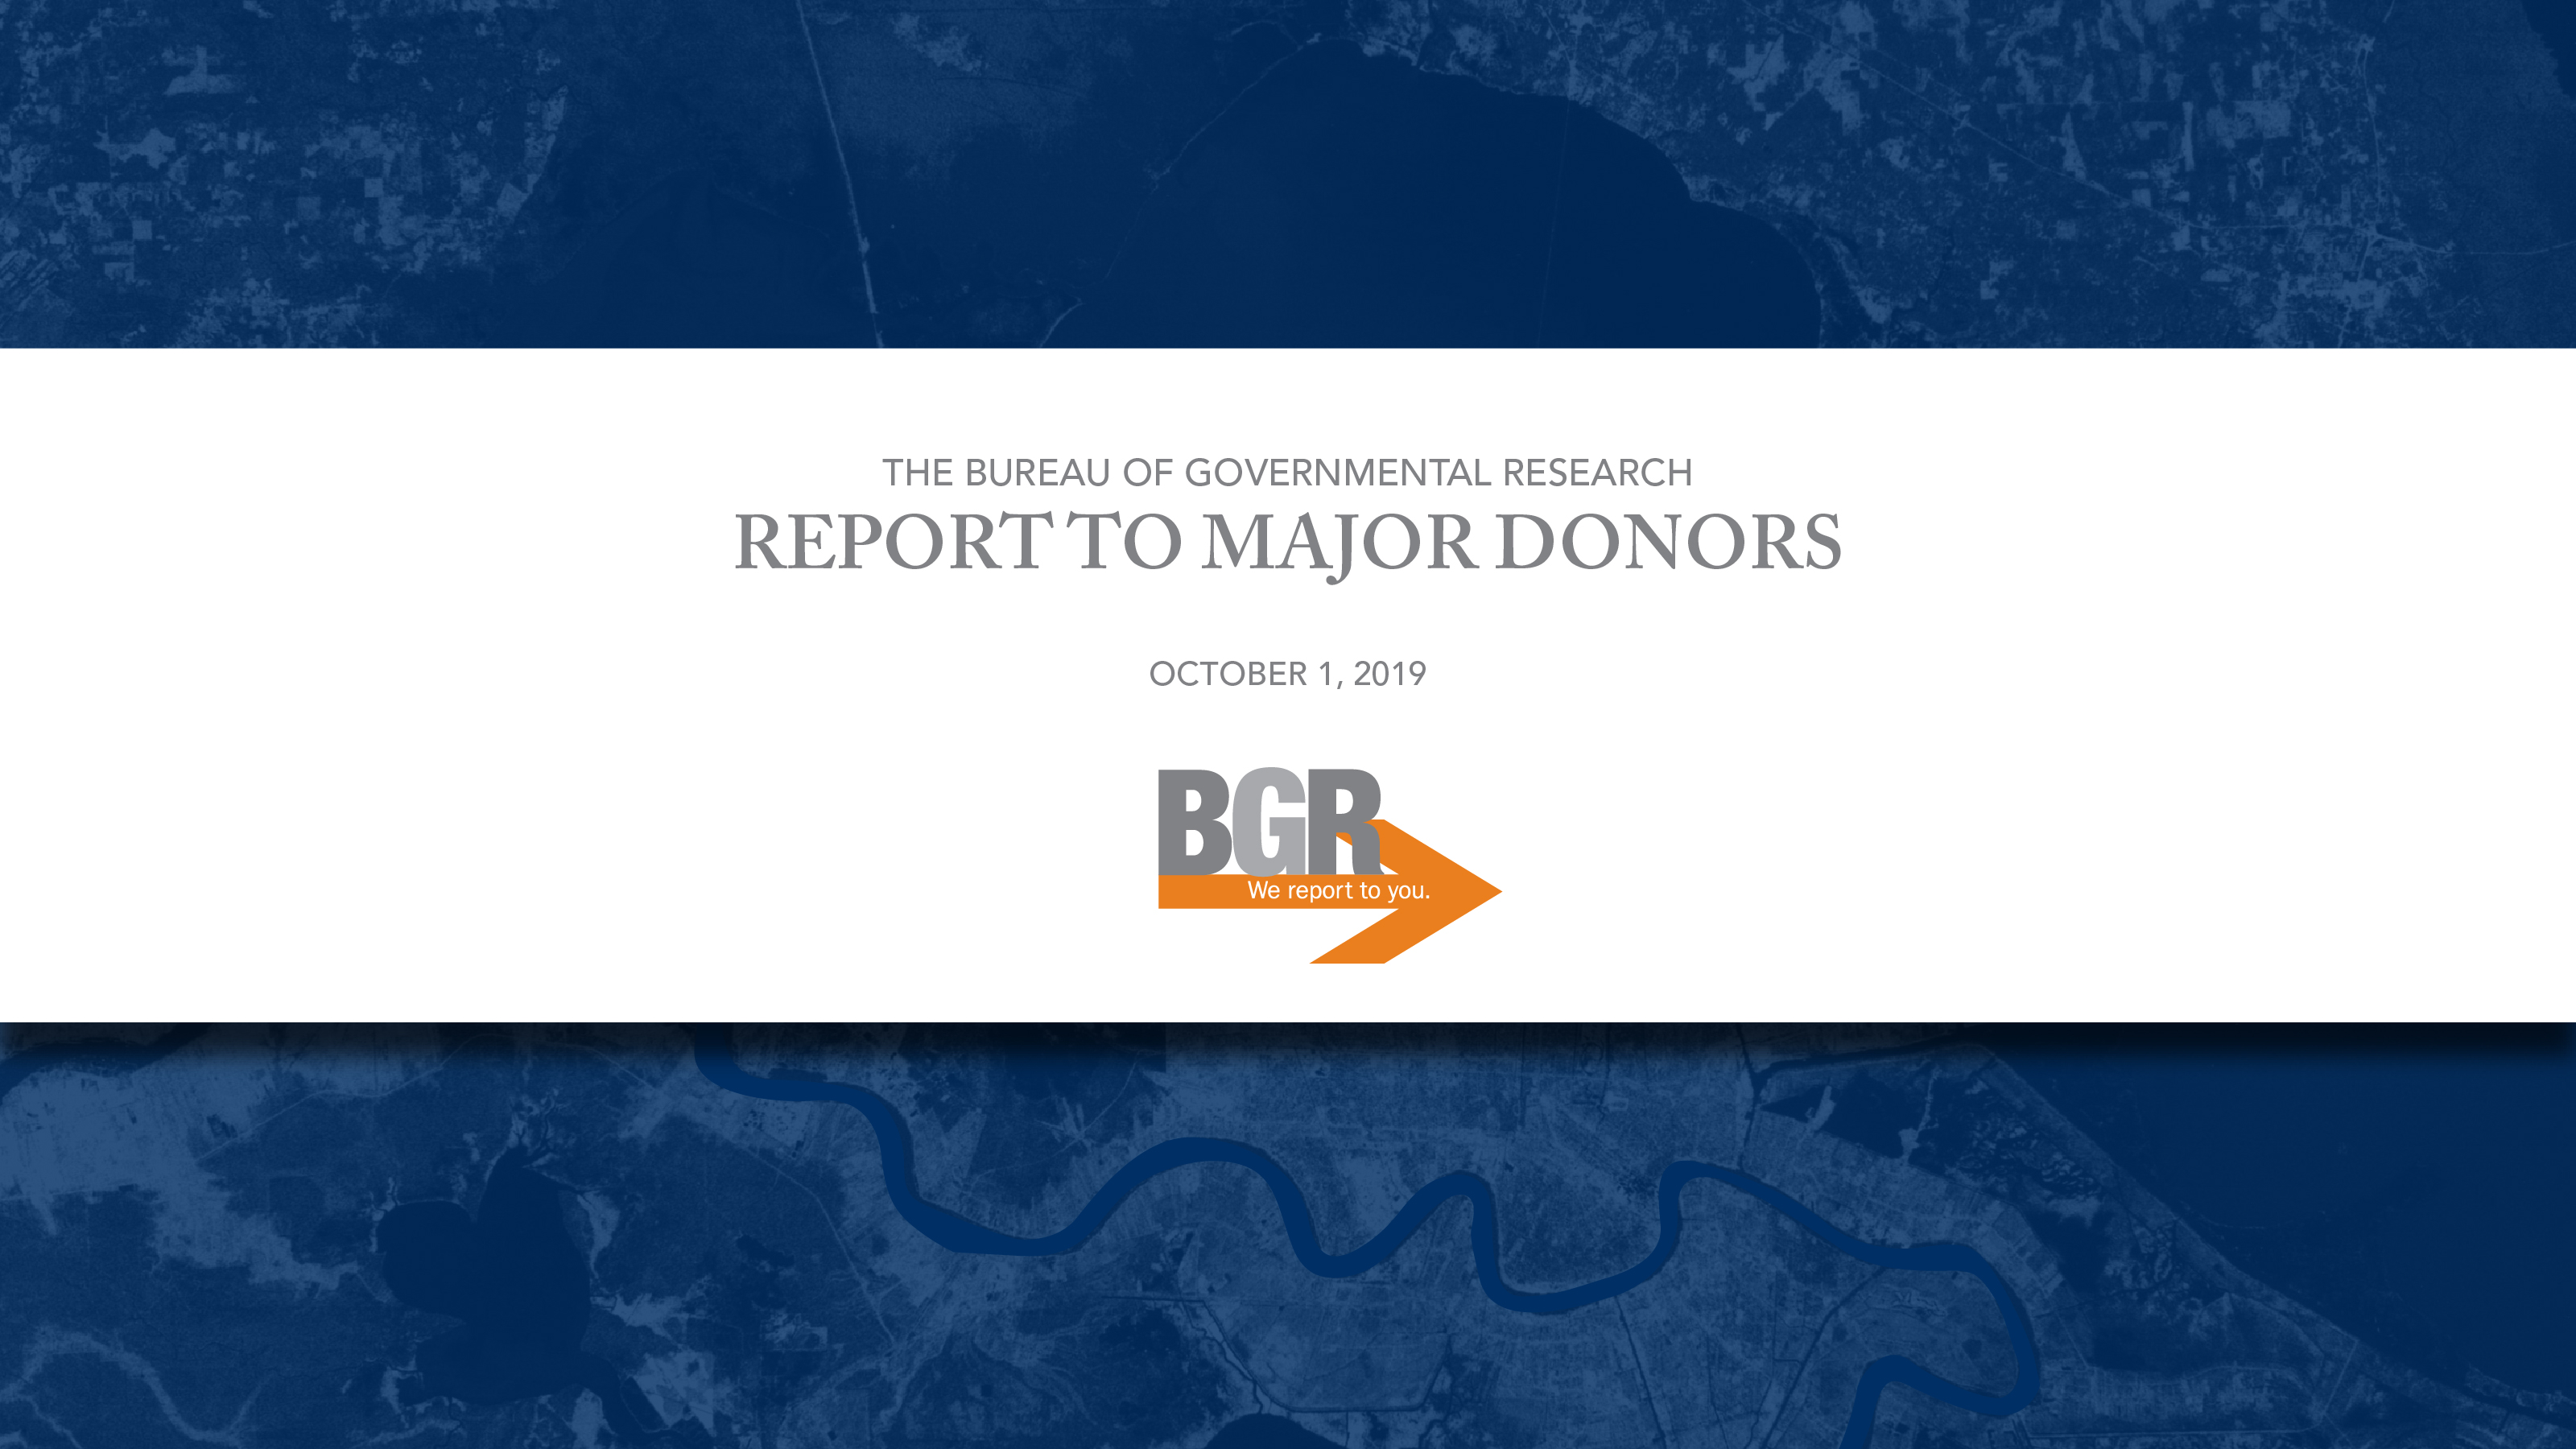 THE BUREAU OF GOVERNMENTAL RESEARCH
REPORT TO MAJOR DONORS
OCTOBER 1, 2019
BGR
We report to you.